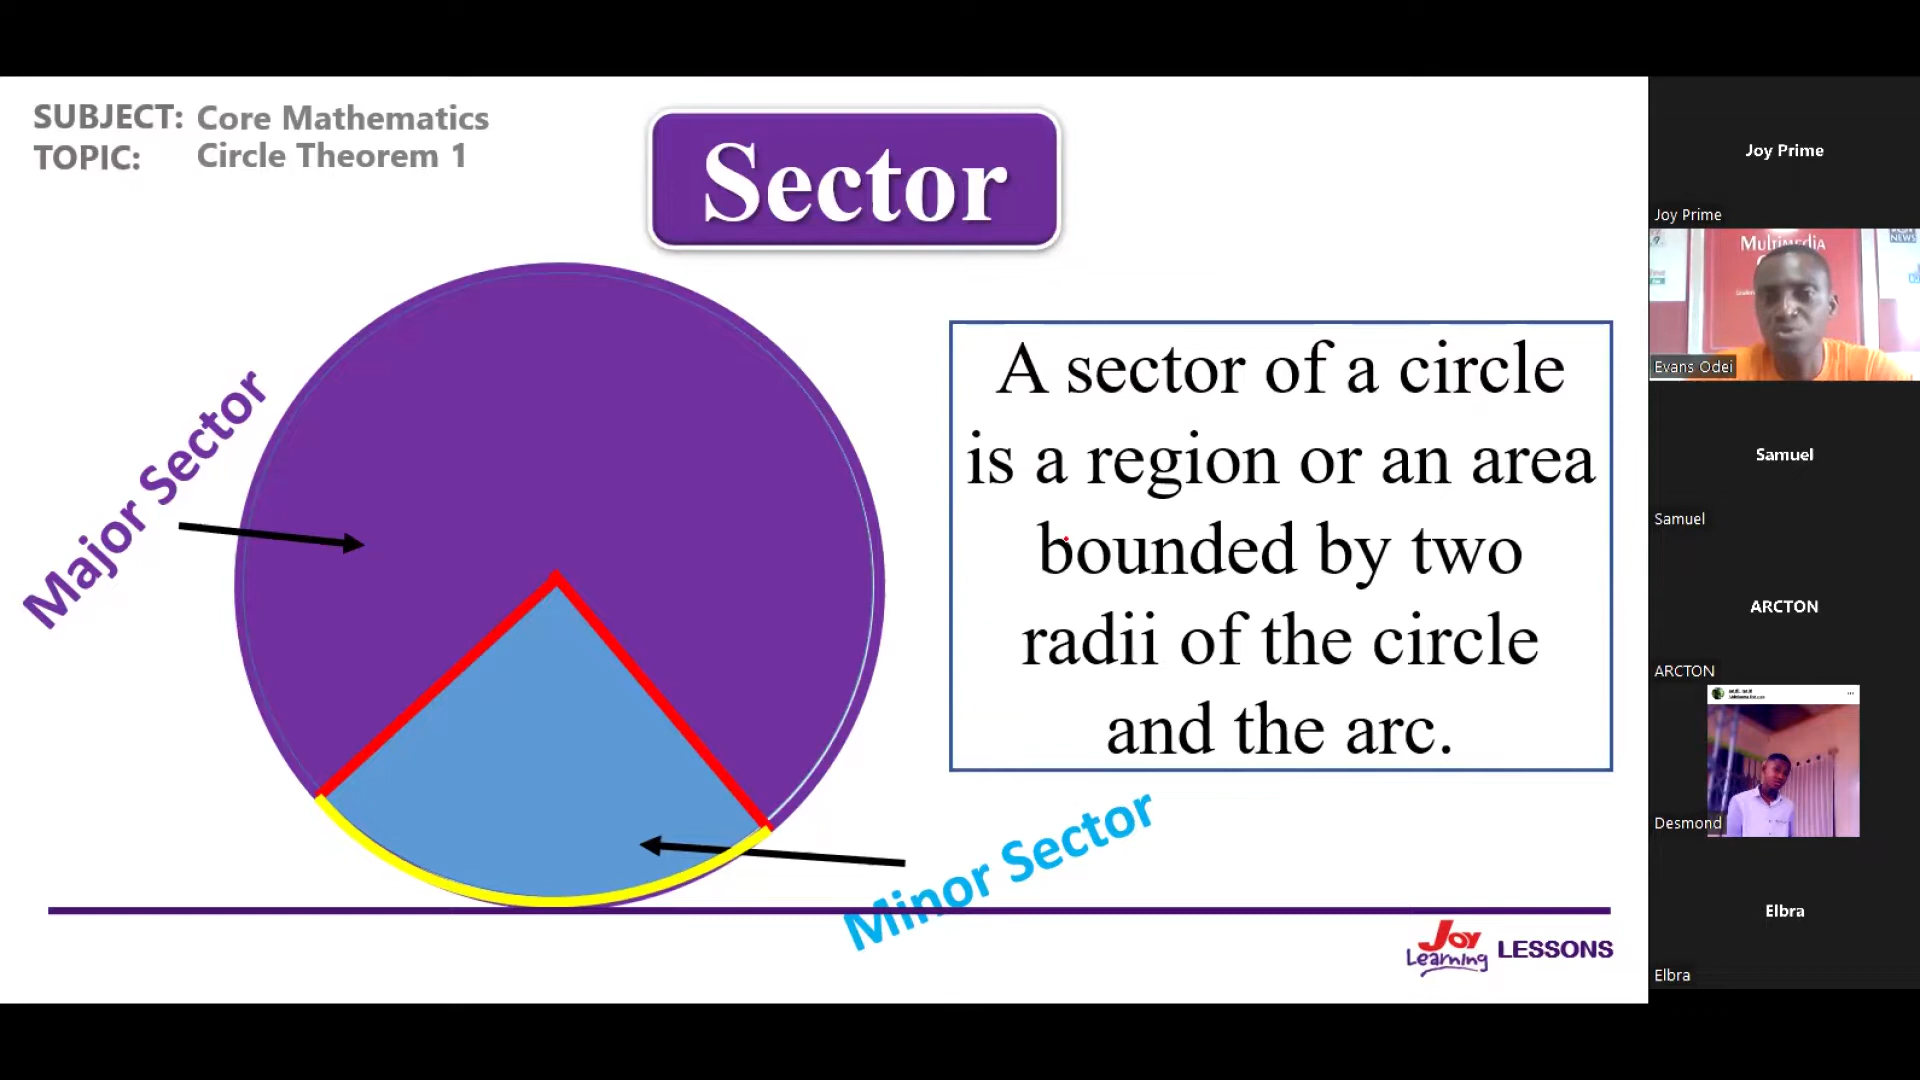 SUBJECT: Core Mathematics
TOPIC: Circle Theorem 1
Sector
Major Sector
A sector of a circle
is a region or an area
bounded by two
radii of the circle
and the arc.
Minor Sector
Joy
Learning LESSONS
Joy Prime
Joy Prime
Multimedia
NEWS
Evans Odei
Samuel
Samuel
ARCTON
ARCTON
Desmond
Elbra
Elbra